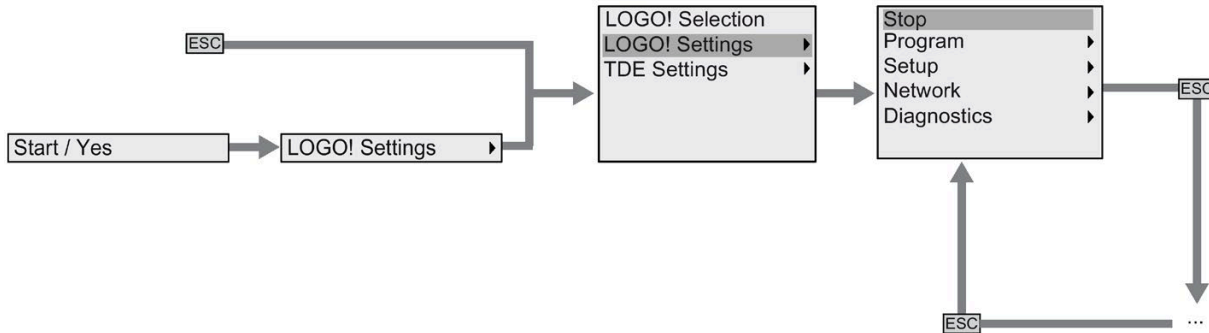 ESC
Start / Yes
LOGO! Settings
LOGO! Selection
LOGO! Settings
TDE Settings
Stop
Program
Setup
Network
Diagnostics
ESC
ESC
...